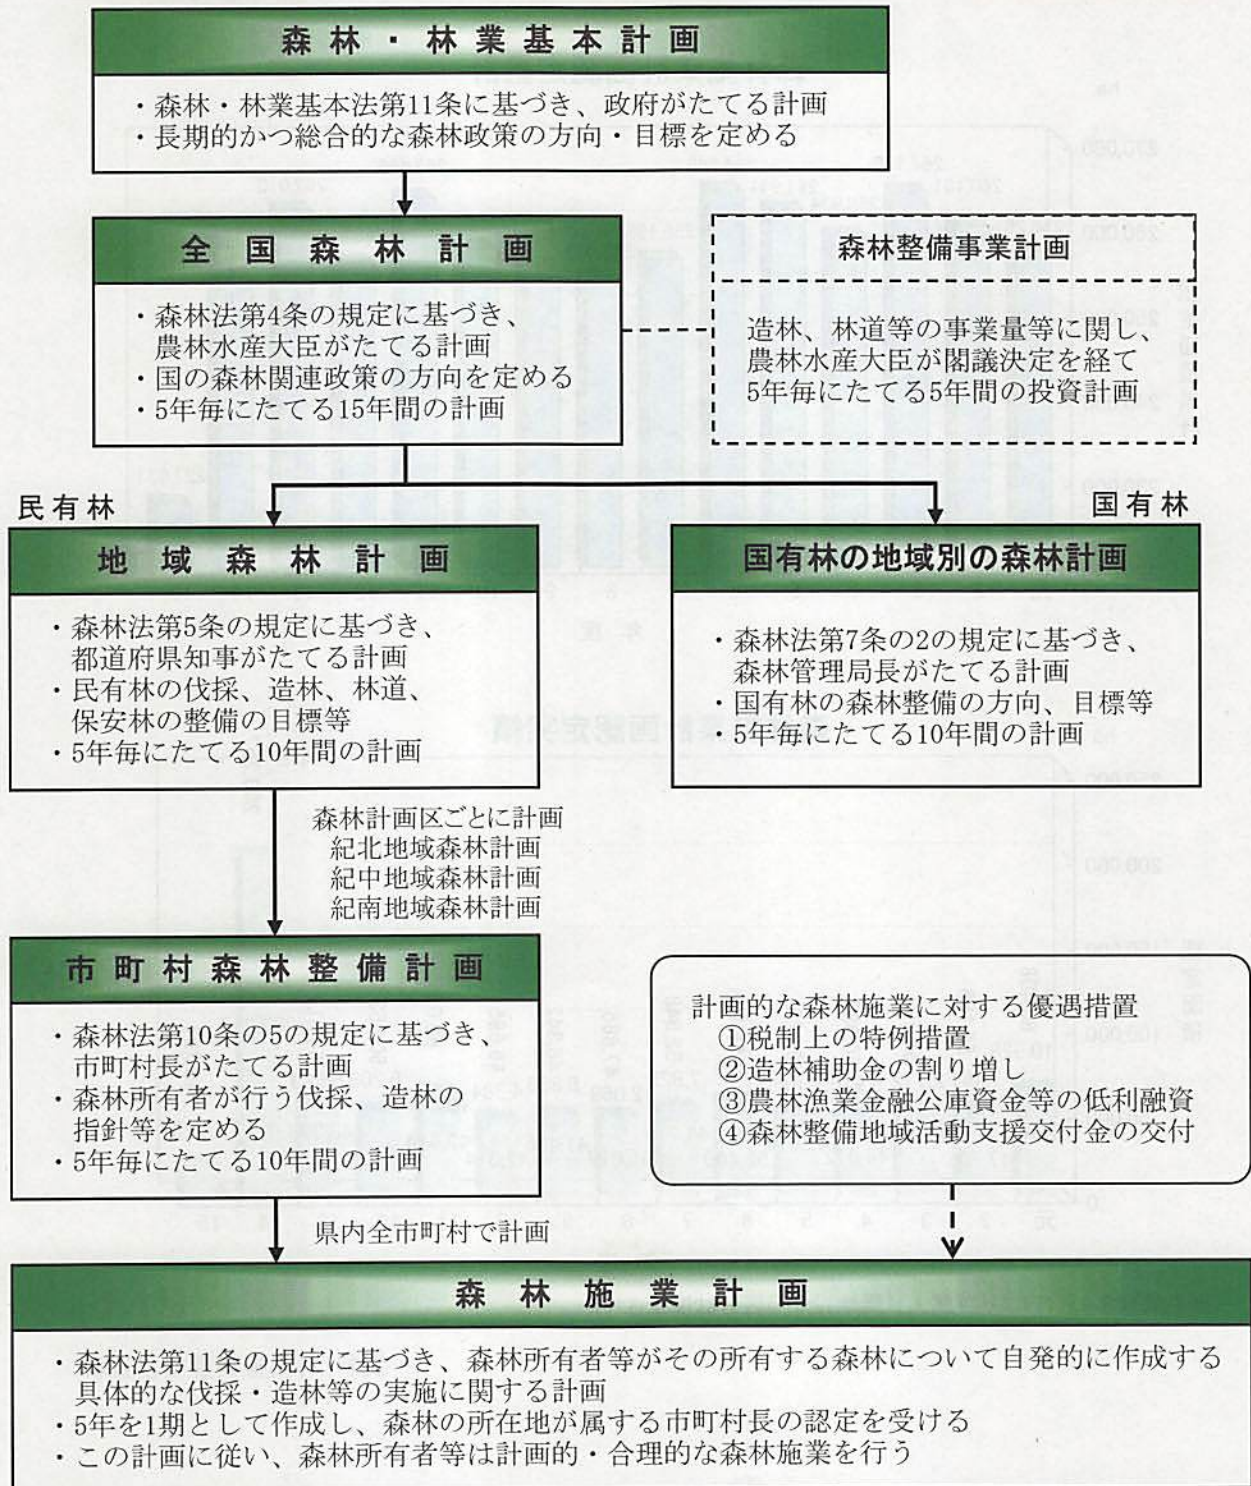 森林・林業基本計画
・森林・林業基本法第11条に基づき、政府がたてる計画
・長期的かつ総合的な森林政策の方向・目標を定める
全国森林計画
・森林法第4条の規定に基づき、
農林水産大臣がたてる計画
・国の森林関連政策の方向を定める
・5年毎にたてる15年間の計画
森林整備事業計画
造林、林道等の事業量等に関し、
農林水産大臣が閣議決定を経て
5年毎にたてる5年間の投資計画
民有林
国有林
地域森林計画
・森林法第5条の規定に基づき、
都道府県知事がたてる計画
・民有林の伐採、造林、林道、
保安林の整備の目標等
・5年毎にたてる10年間の計画
国有林の地域別の森林計画
・森林法第7条の2の規定に基づき、
森林管理局長がたてる計画
・国有林の森林整備の方向、目標等
・5年毎にたてる10年間の計画
森林計画区ごとに計画
紀北地域森林計画
紀中地域森林計画
紀南地域森林計画
市町村森林整備計画
・森林法第10条の5の規定に基づき、
市町村長がたてる計画
・森林所有者が行う伐採、造林の
指針等を定める
・5年毎にたてる10年間の計画
計画的な森林施業に対する優遇措置
①税制上の特例措置
②造林補助金の割り増し
③農林漁業金融公庫資金等の低利融資
④森林整備地域活動支援交付金の交付
県内全市町村で計画
森林施業計画
・森林法第11条の規定に基づき、森林所有者等がその所有する森林について自発的に作成する
具体的な伐採・造林等の実施に関する計画
・5年を1期として作成し、森林の所在地が属する市町村長の認定を受ける
・この計画に従い、森林所有者等は計画的・合理的な森林施業を行う